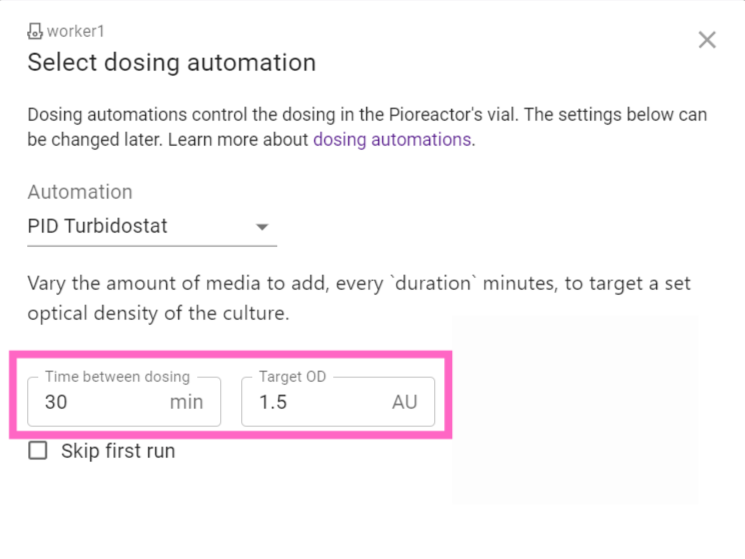 worker1
Select dosing automation
Dosing automations control the dosing in the Pioreactor's vial. The settings below can
be changed later. Learn more about dosing automations.
Automation
PID Turbidostat
Vary the amount of media to add, every `duration` minutes, to target a set
optical density of the culture.
Time between dosing
30 min
Target OD
1.5 AU
Skip first run